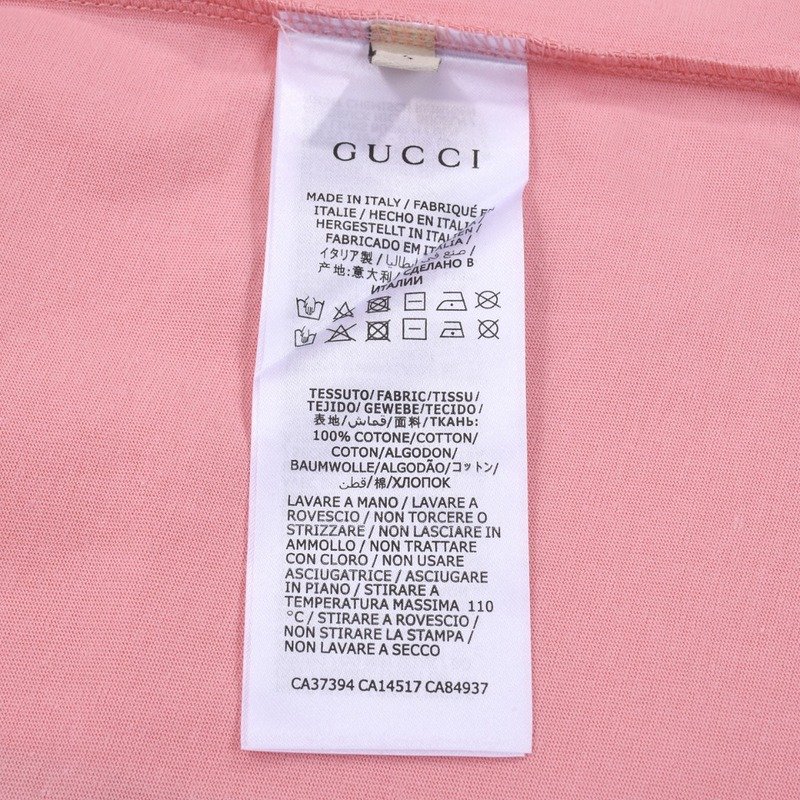 GUCCI
MADE IN ITALY / FABRIQUÉ EN
ITALIE / HECHO EN ITALIA /
HERGESTELLT IN ITALIEN /
FABRICADO EM ITALIA /
イタリア製 / صنع في إيطاليا /
产地:意大利 / СДЕЛАНО В
ИТАЛИИ
TESSUTO/FABRIC/TISSU/
TEJIDO/GEWEBE/TECIDO/
表地/قماش/面料/ТКАНЬ:
100% COTONE/COTTON/
COTON/ALGODON/
BAUMWOLLE/ALGODÃO/コットン/
قطن/棉/ХЛОПОК
LAVARE A MANO / LAVARE A
ROVESCIO / NON TORCERE O
STRIZZARE / NON LASCIARE IN
AMMOLLO / NON TRATTARE
CON CLORO / NON USARE
ASCIUGATRICE / ASCIUGARE
IN PIANO / STIRARE A
TEMPERATURA MASSIMA 110
°C / STIRARE A ROVESCIO /
NON STIRARE LA STAMPA /
NON LAVARE A SECCO
CA37394 CA14517 CA84937